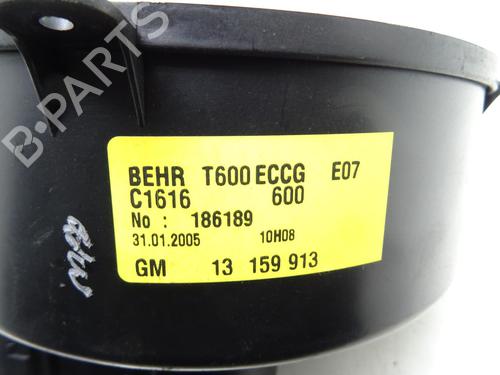 B-PARTS
BEHR T600 ECCG E07
C1616 600
No : 186189
31.01.2005 10H08
GM 13 159 913